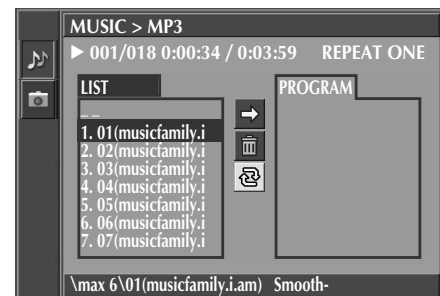 MUSIC > MP3
001/018 0:00:34 / 0:03:59 REPEAT ONE
LIST
PROGRAM
_ _
1. 01(musicfamily.i
2. 02(musicfamily.i
3. 03(musicfamily.i
4. 04(musicfamily.i
5. 05(musicfamily.i
6. 06(musicfamily.i
7. 07(musicfamily.i
\max 6\01(musicfamily.i.am) Smooth-